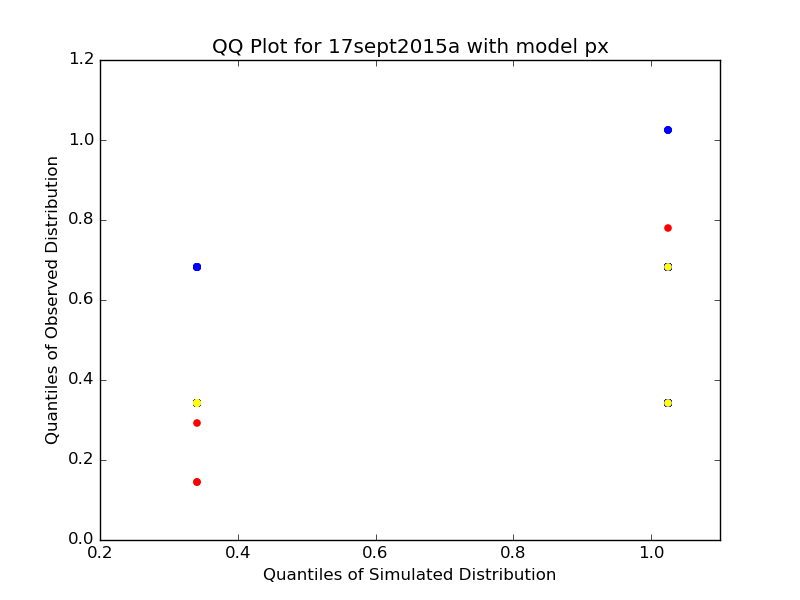 QQ Plot for 17sept2015a with model px
1.2
1.0
0.8
0.6
0.4
0.2
0.0
Quantiles of Observed Distribution
0.2 0.4 0.6 0.8 1.0
Quantiles of Simulated Distribution